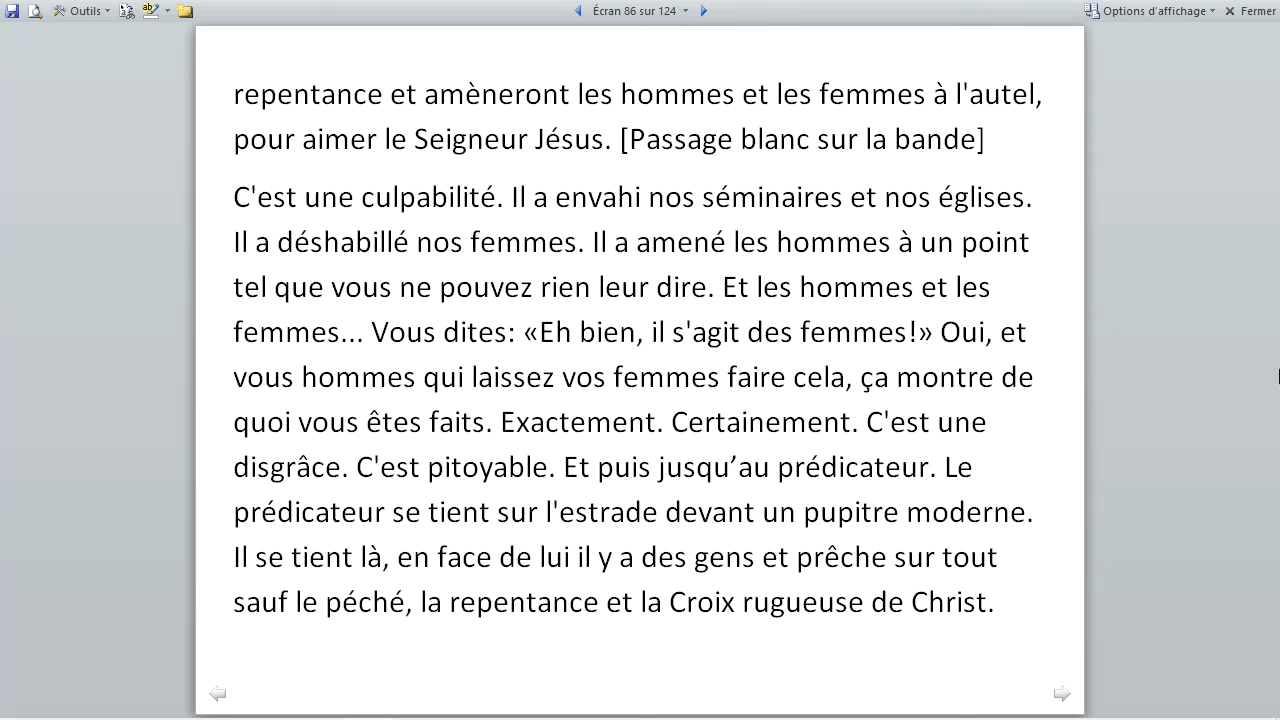 Outils
Écran 86 sur 124
Options d'affichage
Fermer
repentance et amèneront les hommes et les femmes à l'autel,
pour aimer le Seigneur Jésus. [Passage blanc sur la bande]
C'est une culpabilité. Il a envahi nos séminaires et nos églises.
Il a déshabillé nos femmes. Il a amené les hommes à un point
tel que vous ne pouvez rien leur dire. Et les hommes et les
femmes... Vous dites: «Eh bien, il s'agit des femmes!» Oui, et
vous hommes qui laissez vos femmes faire cela, ça montre de
quoi vous êtes faits. Exactement. Certainement. C'est une
disgrâce. C'est pitoyable. Et puis jusqu’au prédicateur. Le
prédicateur se tient sur l'estrade devant un pupitre moderne.
Il se tient là, en face de lui il y a des gens et prêche sur tout
sauf le péché, la repentance et la Croix rugueuse de Christ.